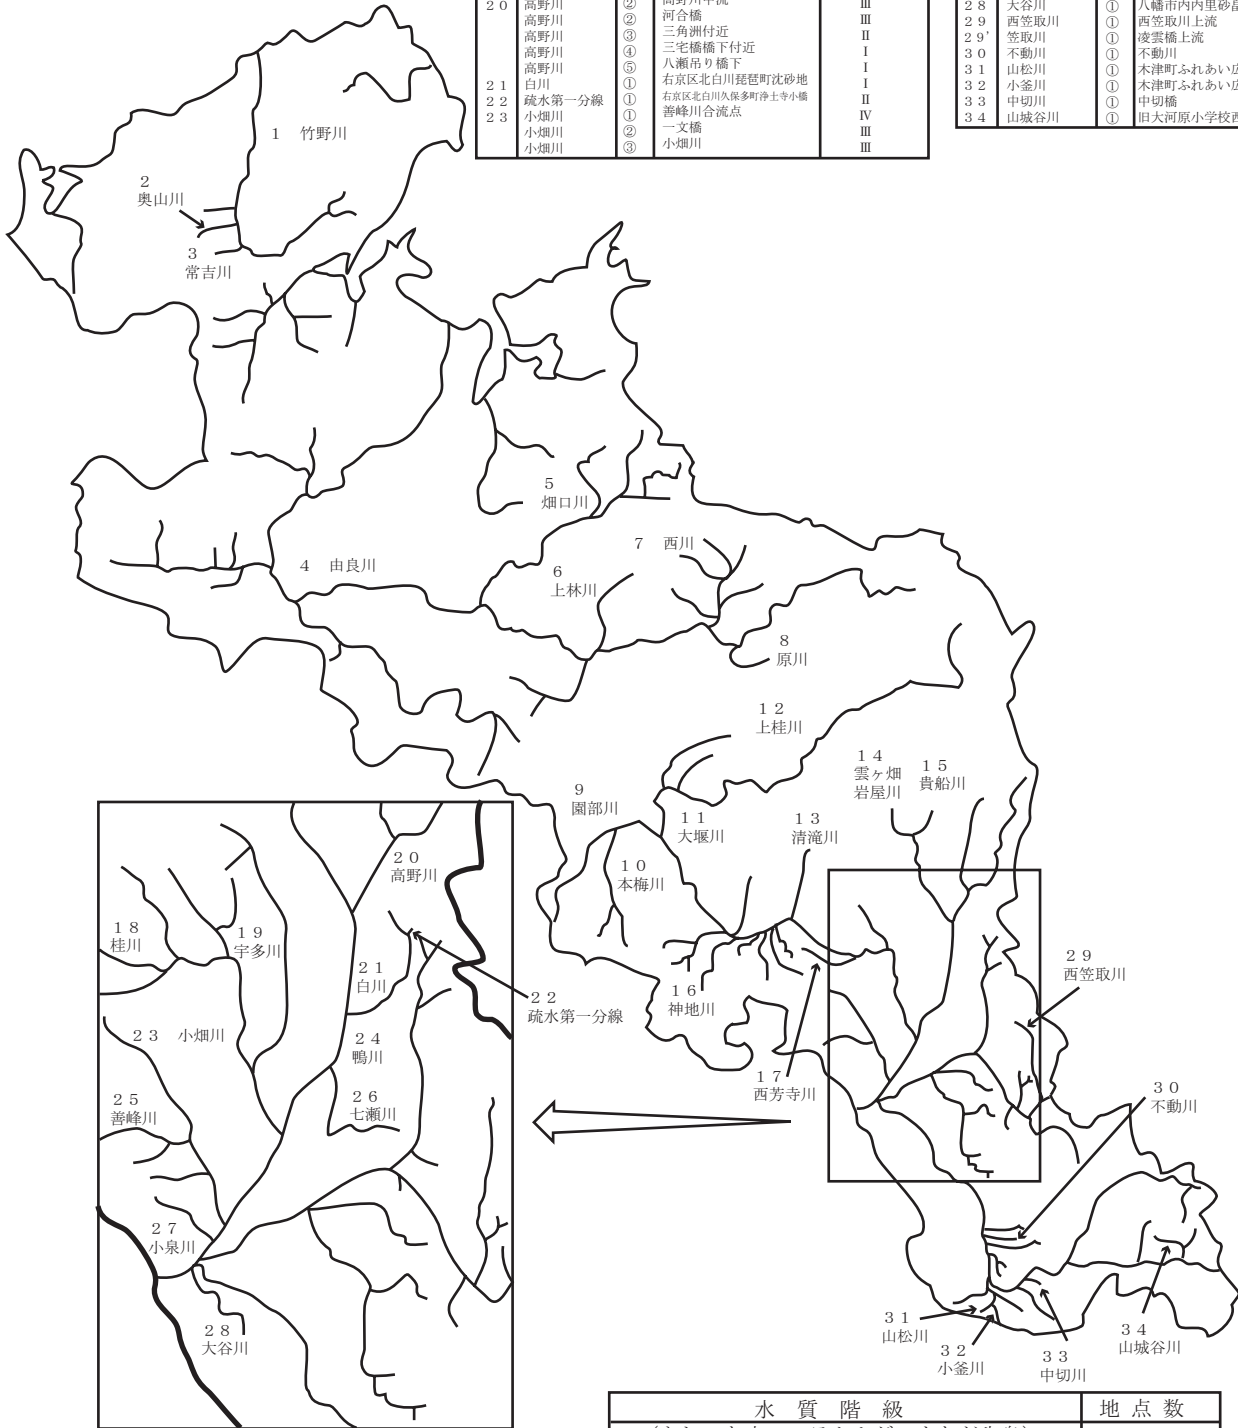 20 高野川 ②
高野川 ② 河合橋 Ⅲ
高野川 ③ 三角洲付近 Ⅱ
高野川 ④ 三宅橋橋下付近 Ⅰ
高野川 ⑤ 八瀬吊り橋下 Ⅰ
21 白川 ① 右京区北白川琵琶町沈砂地 Ⅰ
22 疏水第一分線 ① 右京区北白川久保多町浄土寺小橋 Ⅱ
23 小畑川 ① 善峰川合流点 Ⅳ
小畑川 ② 一文橋 Ⅲ
小畑川 ③ 小畑川 Ⅲ
28 大谷川 ① 八幡市内内里砂畠
29 西笠取川 ① 西笠取川上流
29' 笠取川 ① 凌雲橋上流
30 不動川 ① 不動川
31 山松川 ① 木津町ふれあい広
32 小釜川 ① 木津町ふれあい広
33 中切川 ① 中切橋
34 山城谷川 ① 旧大河原小学校西
1 竹野川
2
奥山川
3
常吉川
4 由良川
5
畑口川
6
上林川
7 西川
8
原川
9
園部川
10
本梅川
11
大堰川
12
上桂川
13
清滝川
14
雲ヶ畑
岩屋川
15
貴船川
16
神地川
17
西芳寺川
18
桂川
19
宇多川
20
高野川
21
白川
22
疏水第一分線
23 小畑川
24
鴨川
25
善峰川
26
七瀬川
27
小泉川
28
大谷川
29
西笠取川
30
不動川
31
山松川
32
小釜川
33
中切川
34
山城谷川
水質階級 地点数